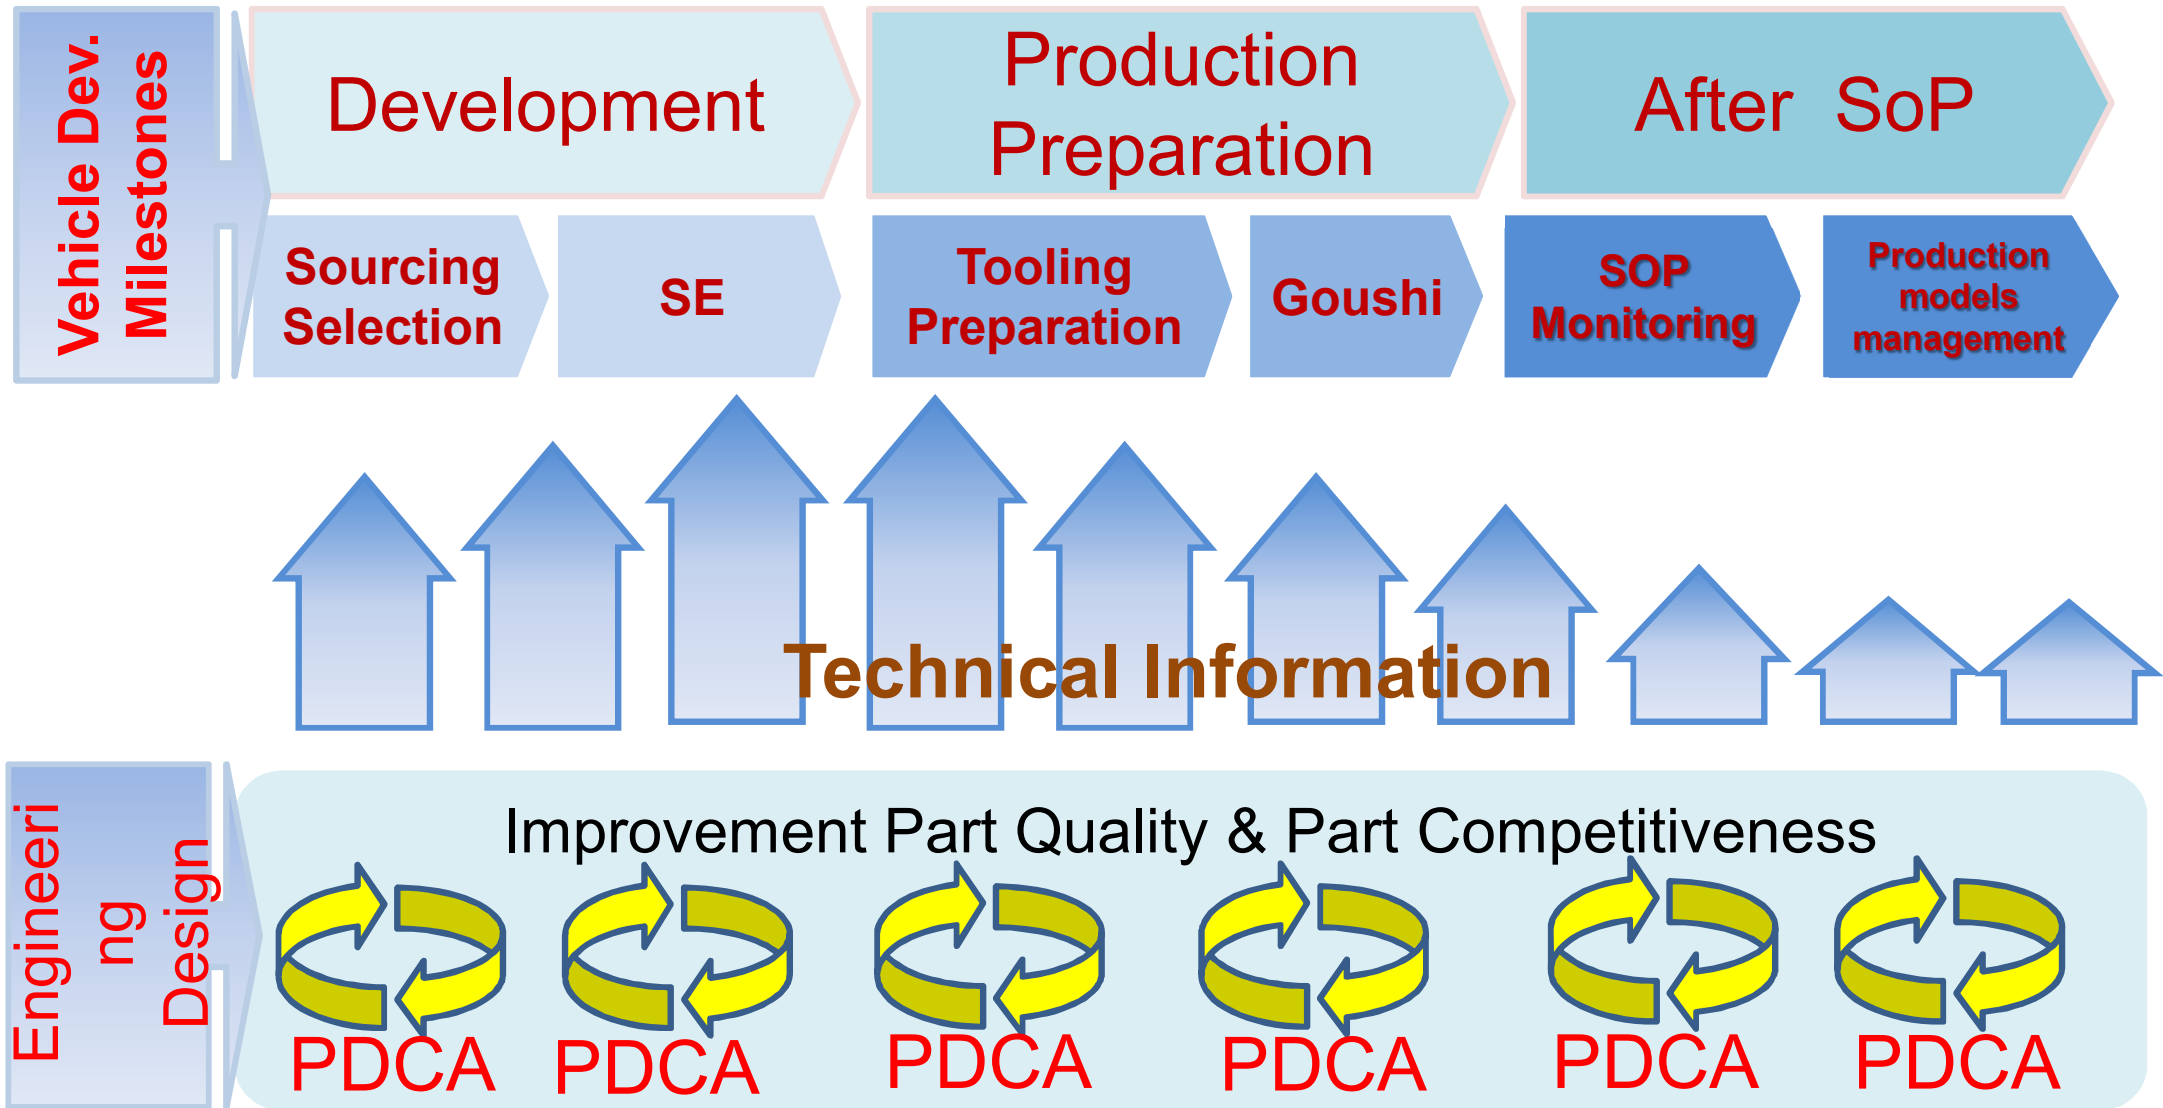 Vehicle Dev.
Milestones
Development
Production
Preparation
After SoP
Sourcing
Selection
SE
Tooling
Preparation
Goushi
SOP
Monitoring
Production
models
management
Technical Information
Engineeri
ng
Design
Improvement Part Quality & Part Competitiveness
PDCA
PDCA
PDCA
PDCA
PDCA
PDCA